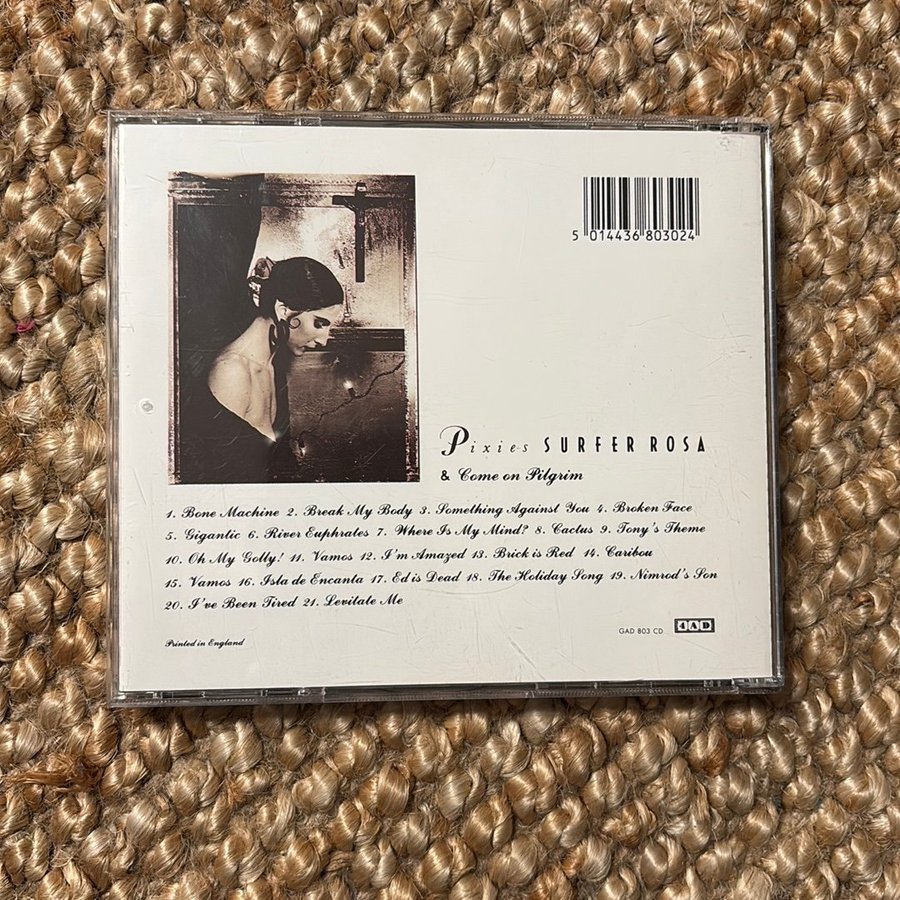 5 014436 803024
Pixies SURFER ROSA
& Come on Pilgrim
1. Bone Machine 2. Break My Body 3. Something Against You 4. Broken Face
5. Gigantic 6. River Euphrates 7. Where Is My Mind? 8. Cactus 9. Tony's Theme
10. Oh My Golly! 11. Vamos 12. I'm Amazed 13. Brick is Red 14. Caribou
15. Vamos 16. Isla de Encanta 17. Ed is Dead 18. The Holiday Song 19. Nimrod's Son
20. I've Been Tired 21. Levitate Me
GAD 803 CD 4AD
Printed in England